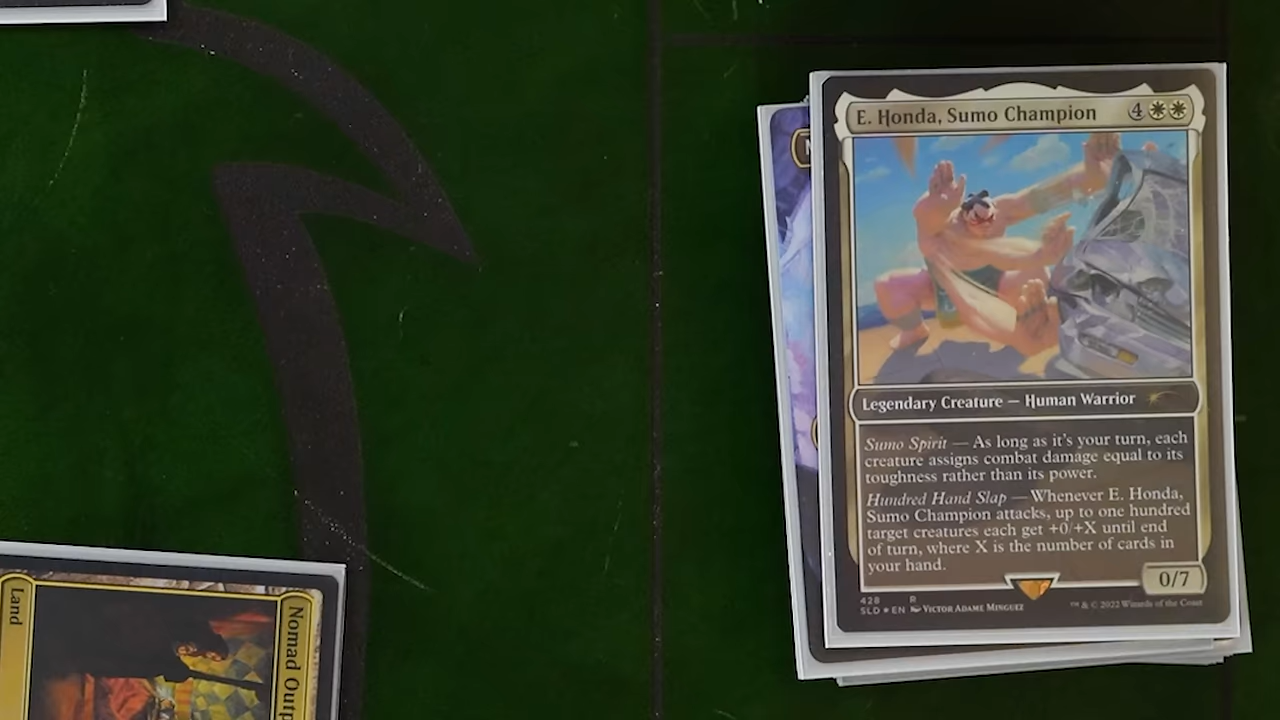 E. Honda, Sumo Champion 4
Legendary Creature — Human Warrior
Sumo Spirit — As long as it's your turn, each
creature assigns combat damage equal to its
toughness rather than its power.
Hundred Hand Slap — Whenever E. Honda,
Sumo Champion attacks, up to one hundred
target creatures each get +0/+X until end
of turn, where X is the number of cards in
your hand.
0/7
428 R
SLD ★ EN VICTOR ADAME MINGUEZ
™ & © 2022 Wizards of the Coast
Nomad Outp
Land